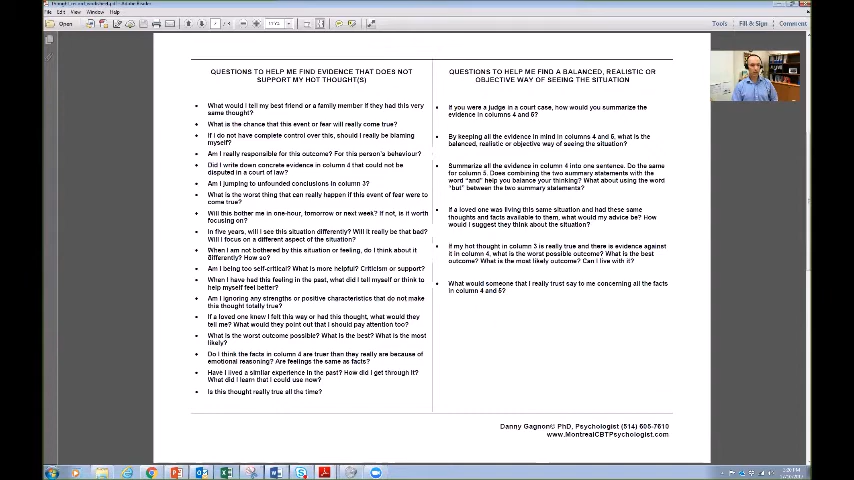 thought_record_worksheet.pdf - Adobe Reader
File Edit View Window Help
Open
Tools Fill & Sign Comment
QUESTIONS TO HELP ME FIND EVIDENCE THAT DOES NOT
SUPPORT MY HOT THOUGHT(S)
• What would I tell my best friend or a family member if they had this very
same thought?
• What is the chance that this event or fear will really come true?
• If I do not have complete control over this, should I really be blaming
myself?
• Am I really responsible for this outcome? For this person's behaviour?
• Did I write down concrete evidence in column 4 that could not be
disputed in a court of law?
• Am I jumping to unfounded conclusions in column 3?
• What is the worst thing that can really happen if this event of fear were to
come true?
• Will this bother me in one-hour, tomorrow or next week? If not, is it worth
focusing on?
• In five years, will I see this situation differently? Will it really be that bad?
Will I focus on a different aspect of the situation?
• When I am not bothered by this situation or feeling, do I think about it
differently? How so?
• Am I being too self-critical? What is more helpful? Criticism or support?
• When I have had this feeling in the past, what did I tell myself or think to
help myself feel better?
• Am I ignoring any strengths or positive characteristics that do not make
this thought totally true?
• If a loved one knew I felt this way or had this thought, what would they
tell me? What would they point out that I should pay attention too?
• What is the worst outcome possible? What is the best? What is the most
likely?
• Do I think the facts in column 4 are truer than they really are because of
emotional reasoning? Are feelings the same as facts?
• Have I lived a similar experience in the past? How did I get through it?
What did I learn that I could use now?
• Is this thought really true all the time?
QUESTIONS TO HELP ME FIND A BALANCED, REALISTIC OR
OBJECTIVE WAY OF SEEING THE SITUATION
• If you were a judge in a court case, how would you summarize the
evidence in columns 4 and 5?
• By keeping all the evidence in mind in columns 4 and 5, what is the
balanced, realistic or objective way of seeing the situation?
• Summarize all the evidence in column 4 into one sentence. Do the same
for column 5. Does combining the two summary statements with the
word "and" help you balance your thinking? What about using the word
"but" between the two summary statements?
• If a loved one was living this same situation and had these same
thoughts and facts available to them, what would my advice be? How
would I suggest they think about the situation?
• If my hot thought in column 3 is really true and there is evidence against
it in column 4, what is the worst possible outcome? What is the best
outcome? What is the most likely outcome? Can I live with it?
• What would someone that I really trust say to me concerning all the facts
in column 4 and 5?
Danny Gagnon© PhD, Psychologist (514) 605-7610
www.MontrealCBTPsychologist.com